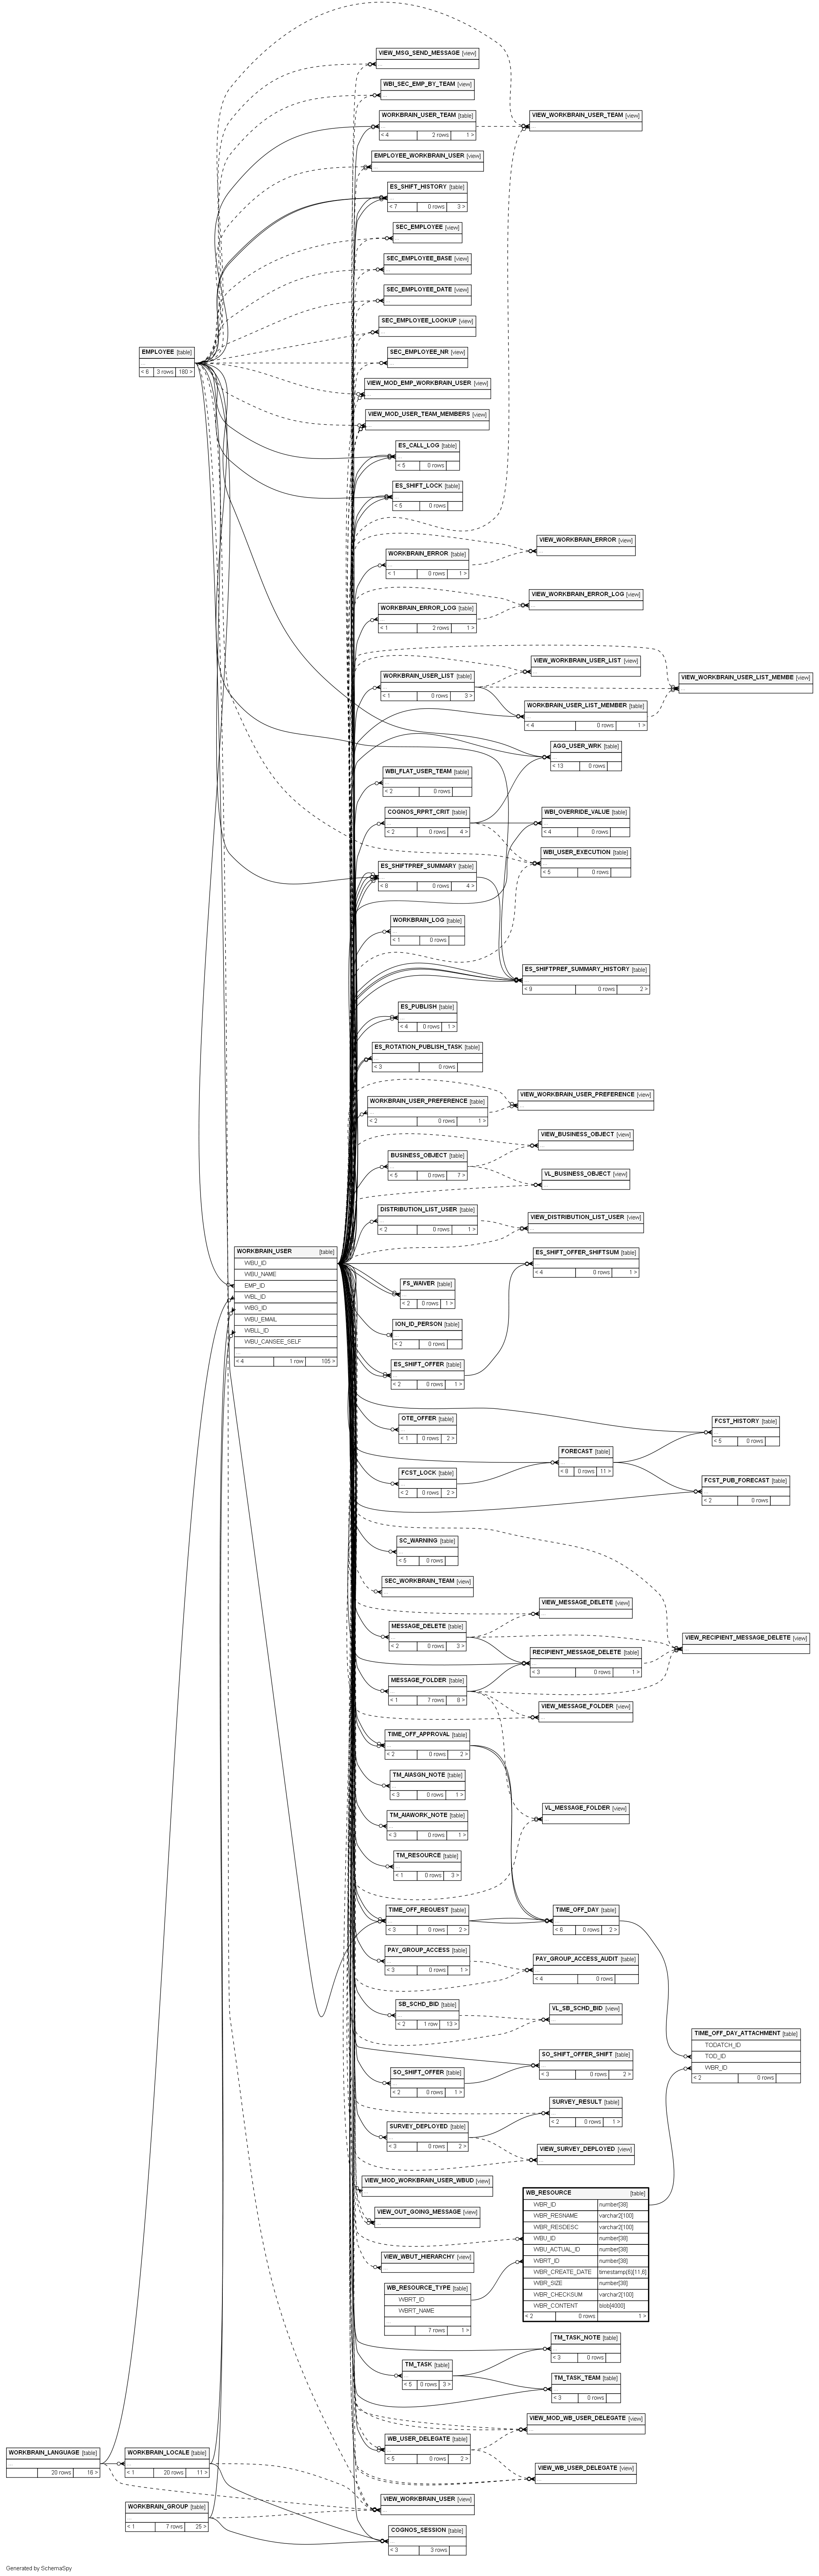 VIEW_MSG_SEND_MESSAGE [view]
...
WBI_SEC_EMP_BY_TEAM [view]
...
WORKBRAIN_USER_TEAM [table]
...
< 4 2 rows 1 >
VIEW_WORKBRAIN_USER_TEAM [view]
...
EMPLOYEE_WORKBRAIN_USER [view]
...
ES_SHIFT_HISTORY [table]
...
< 7 0 rows 3 >
SEC_EMPLOYEE [view]
...
SEC_EMPLOYEE_BASE [view]
...
SEC_EMPLOYEE_DATE [view]
...
SEC_EMPLOYEE_LOOKUP [view]
...
SEC_EMPLOYEE_NR [view]
...
EMPLOYEE [table]
...
< 6 3 rows 180 >
VIEW_MOD_EMP_WORKBRAIN_USER [view]
...
VIEW_MOD_USER_TEAM_MEMBERS [view]
...
ES_CALL_LOG [table]
...
< 5 0 rows
ES_SHIFT_LOCK [table]
...
< 5 0 rows
VIEW_WORKBRAIN_ERROR [view]
...
WORKBRAIN_ERROR [table]
...
< 1 0 rows 1 >
VIEW_WORKBRAIN_ERROR_LOG [view]
...
WORKBRAIN_ERROR_LOG [table]
...
< 1 2 rows 1 >
VIEW_WORKBRAIN_USER_LIST [view]
...
WORKBRAIN_USER_LIST [table]
...
< 1 0 rows 3 >
VIEW_WORKBRAIN_USER_LIST_MEMBE [view]
...
WORKBRAIN_USER_LIST_MEMBER [table]
...
< 4 0 rows 1 >
AGG_USER_WRK [table]
...
< 13 0 rows
WBI_FLAT_USER_TEAM [table]
...
< 2 0 rows
COGNOS_RPRT_CRIT [table]
...
< 2 0 rows 4 >
WBI_OVERRIDE_VALUE [table]
...
< 4 0 rows
WBI_USER_EXECUTION [table]
...
< 5 0 rows
ES_SHIFTPREF_SUMMARY [table]
...
< 8 0 rows 4 >
WORKBRAIN_LOG [table]
...
< 1 0 rows
ES_SHIFTPREF_SUMMARY_HISTORY [table]
...
< 9 0 rows 2 >
ES_PUBLISH [table]
...
< 4 0 rows 1 >
ES_ROTATION_PUBLISH_TASK [table]
...
< 3 0 rows
VIEW_WORKBRAIN_USER_PREFERENCE [view]
...
WORKBRAIN_USER_PREFERENCE [table]
...
< 2 0 rows 1 >
VIEW_BUSINESS_OBJECT [view]
...
BUSINESS_OBJECT [table]
...
< 5 0 rows 7 >
VL_BUSINESS_OBJECT [view]
...
DISTRIBUTION_LIST_USER [table]
...
< 2 0 rows 1 >
VIEW_DISTRIBUTION_LIST_USER [view]
...
WORKBRAIN_USER [table]
WBU_ID
WBU_NAME
EMP_ID
WBL_ID
WBG_ID
WBU_EMAIL
WBLL_ID
WBU_CANSEE_SELF
...
< 4 1 row 105 >
ES_SHIFT_OFFER_SHIFTSUM [table]
...
< 4 0 rows 1 >
FS_WAIVER [table]
...
< 2 0 rows 1 >
ION_ID_PERSON [table]
...
< 2 0 rows
ES_SHIFT_OFFER [table]
...
< 2 0 rows 1 >
OTE_OFFER [table]
...
< 1 0 rows 2 >
FCST_HISTORY [table]
...
< 5 0 rows
FORECAST [table]
...
< 8 0 rows 11 >
FCST_LOCK [table]
...
< 2 0 rows 2 >
FCST_PUB_FORECAST [table]
...
< 2 0 rows
SC_WARNING [table]
...
< 5 0 rows
SEC_WORKBRAIN_TEAM [view]
...
VIEW_MESSAGE_DELETE [view]
...
MESSAGE_DELETE [table]
...
< 2 0 rows 3 >
VIEW_RECIPIENT_MESSAGE_DELETE [view]
...
RECIPIENT_MESSAGE_DELETE [table]
...
< 3 0 rows 1 >
MESSAGE_FOLDER [table]
...
< 1 7 rows 8 >
VIEW_MESSAGE_FOLDER [view]
...
TIME_OFF_APPROVAL [table]
...
< 2 0 rows 2 >
TM_AIASGN_NOTE [table]
...
< 3 0 rows 1 >
VL_MESSAGE_FOLDER [view]
...
TM_AIAWORK_NOTE [table]
...
< 3 0 rows 1 >
TM_RESOURCE [table]
...
< 1 0 rows 3 >
TIME_OFF_REQUEST [table]
...
< 3 0 rows 2 >
TIME_OFF_DAY [table]
...
< 6 0 rows 2 >
PAY_GROUP_ACCESS [table]
...
< 3 0 rows 1 >
PAY_GROUP_ACCESS_AUDIT [table]
...
< 4 0 rows
SB_SCHD_BID [table]
...
< 2 1 row 13 >
VL_SB_SCHD_BID [view]
...
TIME_OFF_DAY_ATTACHMENT [table]
TODATCH_ID
TOD_ID
WBR_ID
< 2 0 rows
SO_SHIFT_OFFER_SHIFT [table]
...
< 3 0 rows 2 >
SO_SHIFT_OFFER [table]
...
< 2 0 rows 1 >
SURVEY_RESULT [table]
...
< 2 0 rows 1 >
SURVEY_DEPLOYED [table]
...
< 3 0 rows 2 >
VIEW_SURVEY_DEPLOYED [view]
...
VIEW_MOD_WORKBRAIN_USER_WBUD [view]
...
VIEW_OUT_GOING_MESSAGE [view]
...
WB_RESOURCE [table]
WBR_ID number[38]
WBR_RESNAME varchar2[100]
WBR_RESDESC varchar2[100]
WBU_ID number[38]
WBU_ACTUAL_ID number[38]
WBRT_ID number[38]
WBR_CREATE_DATE timestamp(6)[11,6]
WBR_SIZE number[38]
WBR_CHECKSUM varchar2[100]
WBR_CONTENT blob[4000]
< 2 0 rows 1 >
VIEW_WBUT_HIERARCHY [view]
...
WB_RESOURCE_TYPE [table]
WBRT_ID
WBRT_NAME
...
7 rows 1 >
TM_TASK_NOTE [table]
...
< 3 0 rows
TM_TASK [table]
...
< 5 0 rows 3 >
TM_TASK_TEAM [table]
...
< 3 0 rows
VIEW_MOD_WB_USER_DELEGATE [view]
...
WB_USER_DELEGATE [table]
...
< 5 0 rows 2 >
VIEW_WB_USER_DELEGATE [view]
...
WORKBRAIN_LANGUAGE [table]
...
20 rows 18 >
WORKBRAIN_LOCALE [table]
...
< 1 20 rows 11 >
VIEW_WORKBRAIN_USER [view]
...
WORKBRAIN_GROUP [table]
...
< 1 7 rows 25 >
COGNOS_SESSION [table]
...
< 3 3 rows
Generated by SchemaSpy